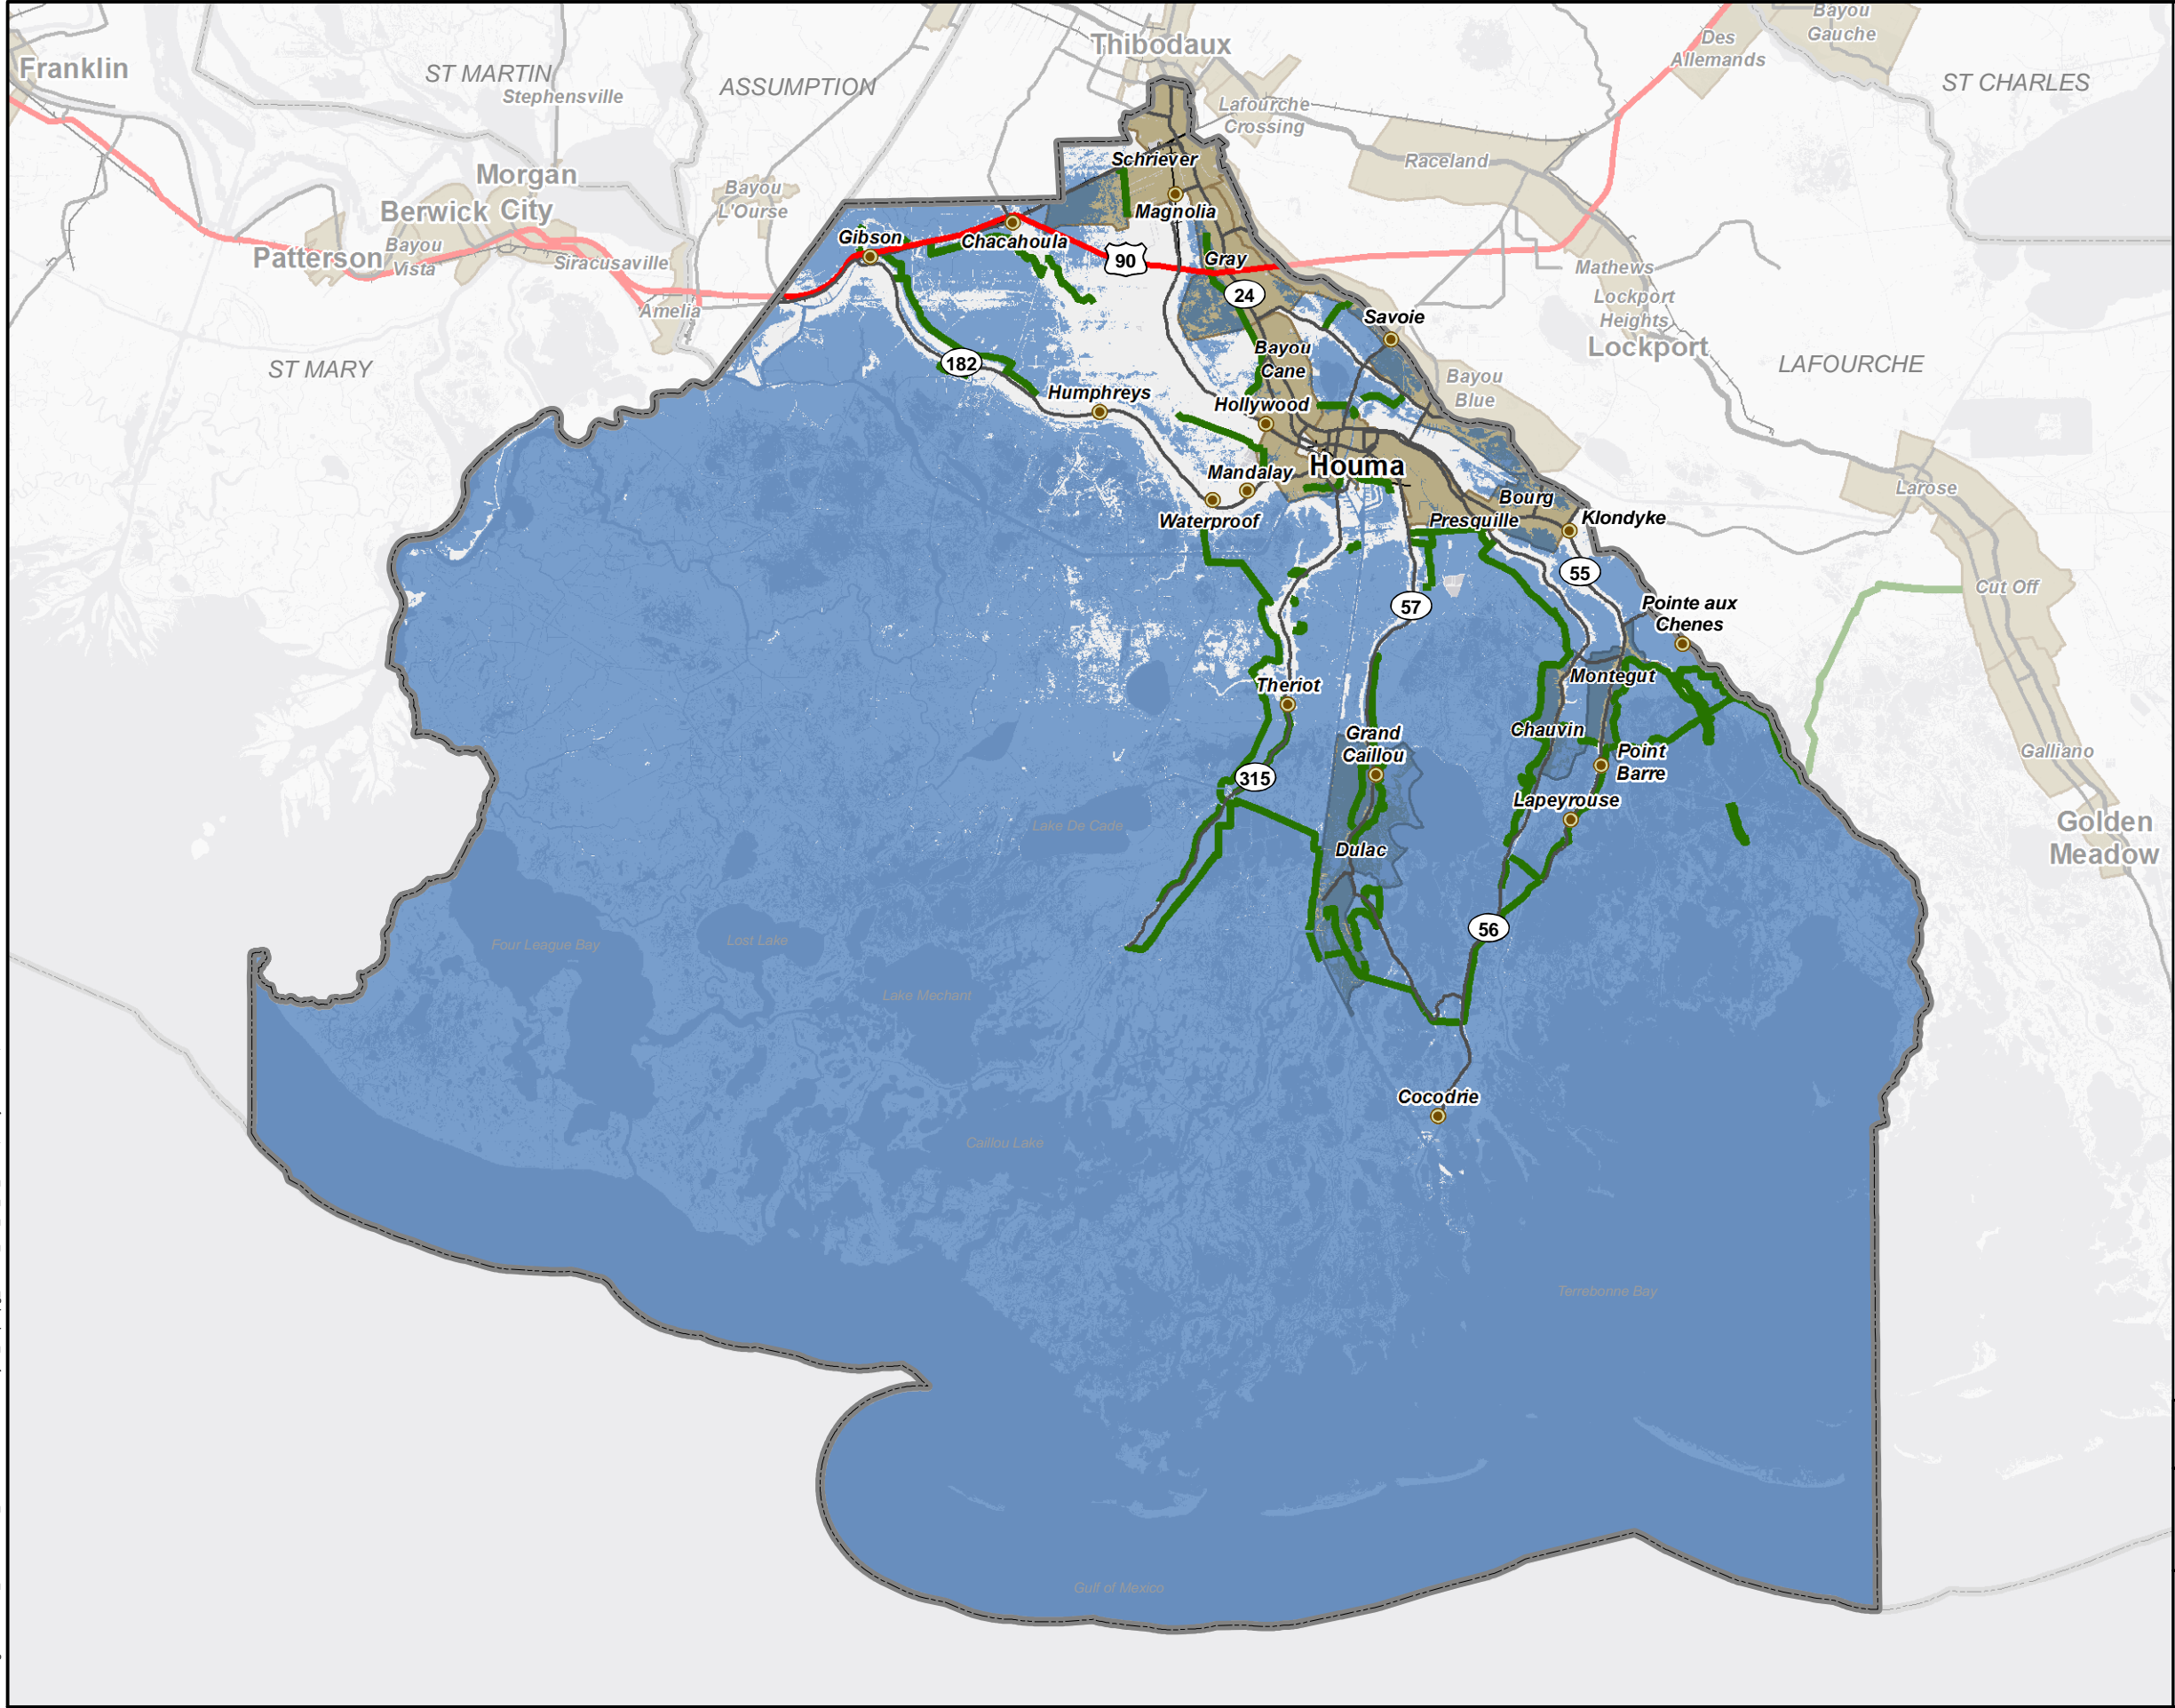 Bayou
Gauche
Des
Allemands
Thibodaux
Franklin
ST MARTIN
Stephensville
ASSUMPTION
ST CHARLES
Lafourche
Crossing
Raceland
Schriever
Morgan
City
Berwick
Bayou
L'Ourse
Magnolia
Patterson
Bayou
Vista
Siracusaville
Gibson
Chacahoula
90
Gray
Mathews
24
Amelia
Lockport
Heights
Lockport
Savoie
ST MARY
182
Bayou
Cane
LAFOURCHE
Bayou
Blue
Humphreys
Hollywood
Houma
Mandalay
Larose
Bourg
Waterproof
Presquille
Klondyke
55
Cut Off
57
Pointe aux
Chenes
Theriot
Montegut
Grand
Caillou
Chauvin
Point
Barre
Galliano
315
Lapeyrouse
Lake De Cade
Dulac
Golden
Meadow
56
Four League Bay
Lost Lake
Lake Mechant
Cocodrie
Caillou Lake
Terrebonne Bay
Gulf of Mexico